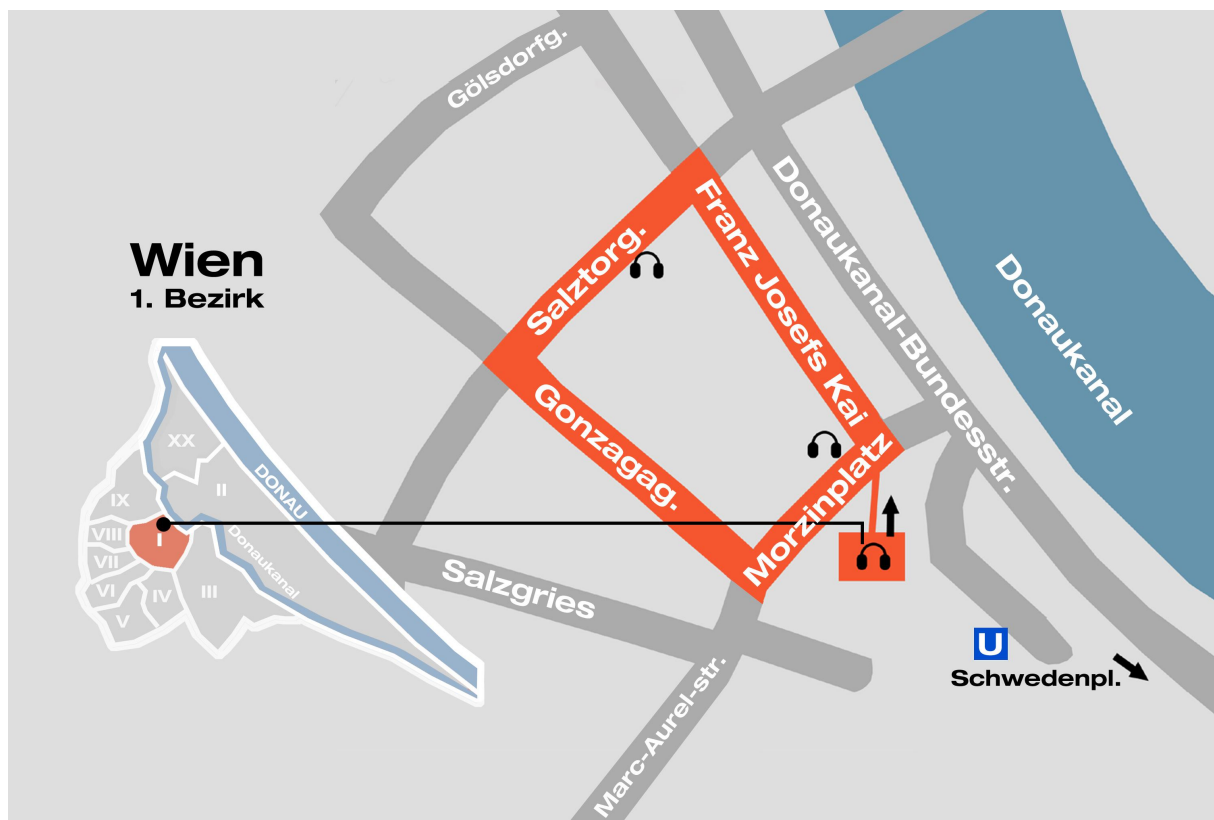 Gölsdorfg.
Wien
1. Bezirk
Salztorg.
Franz Josefs Kai
Donaukanal-Bundesstr.
Donaukanal
Gonzagag.
Morzinplatz
Salzgries
Marc-Aurel-str.
U
Schwedenpl.
XX
II
IX
VIII
I
VII
VI
IV
V
III
DONAU
Donaukanal